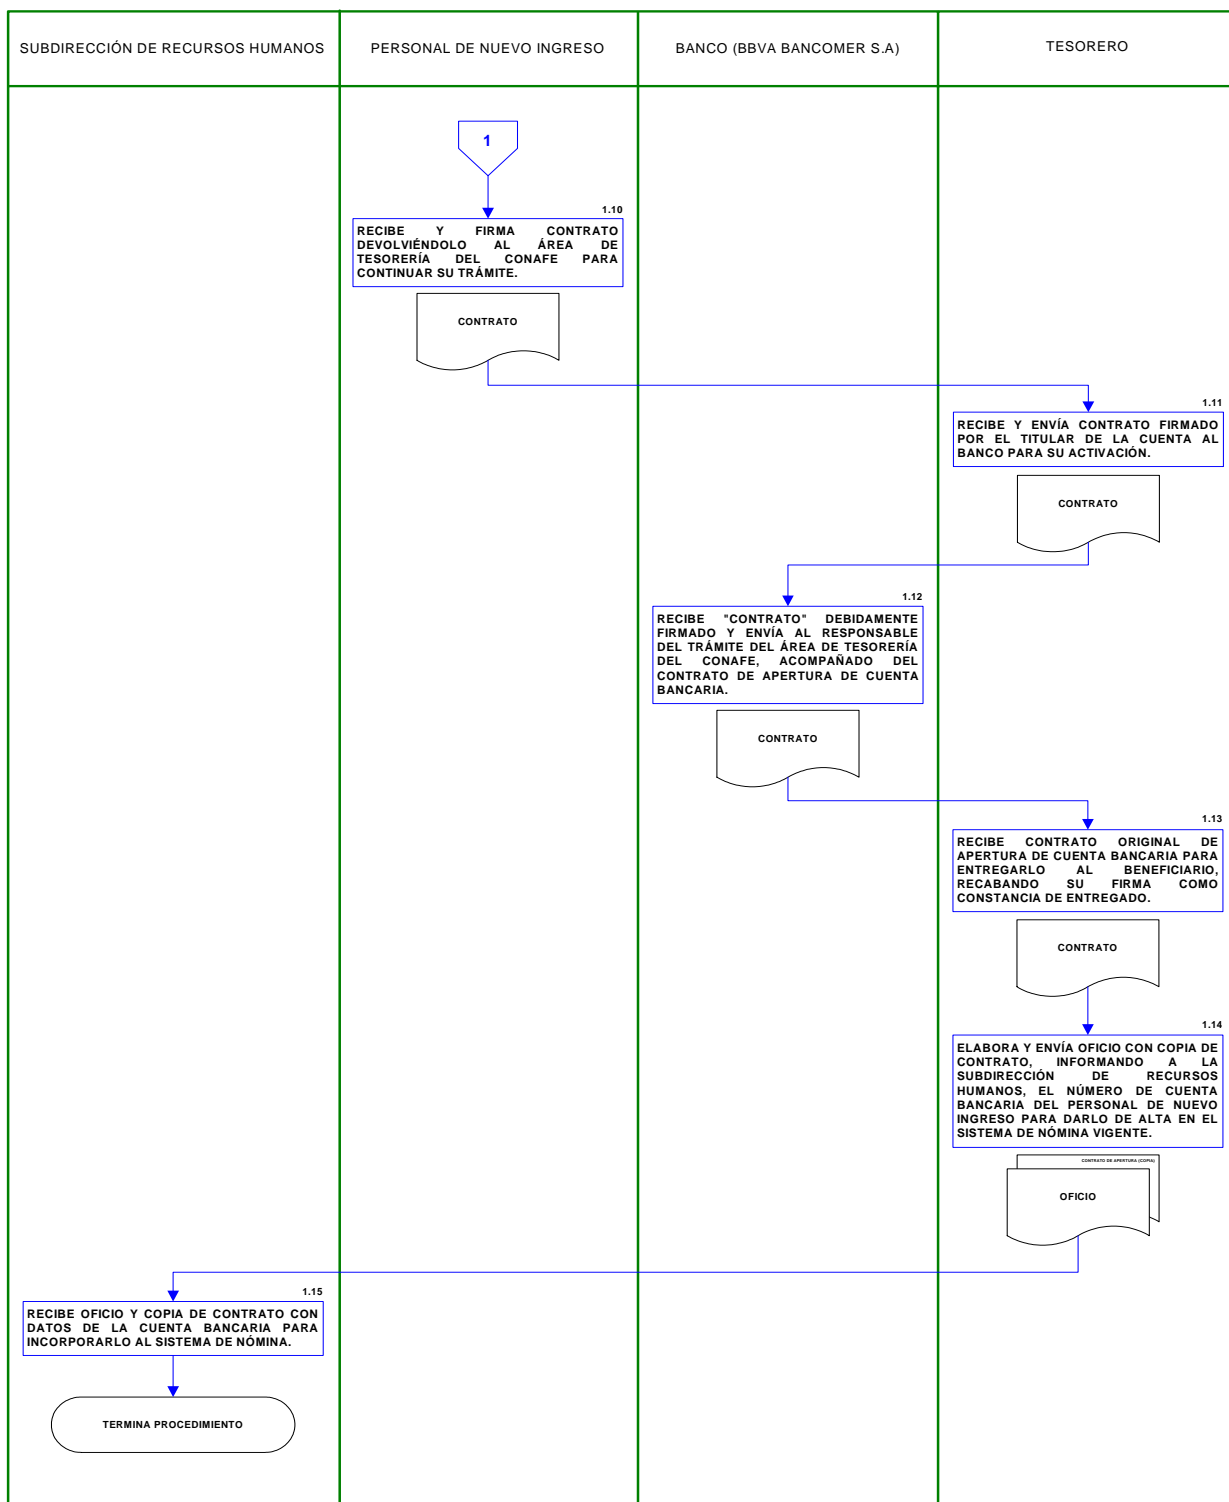 SUBDIRECCIÓN DE RECURSOS HUMANOS
PERSONAL DE NUEVO INGRESO
BANCO (BBVA BANCOMER S.A)
TESORERO
1
1.10
RECIBE Y FIRMA CONTRATO
DEVOLVIÉNDOLO AL ÁREA DE
TESORERÍA DEL CONAFE PARA
CONTINUAR SU TRÁMITE.
CONTRATO
1.11
RECIBE Y ENVÍA CONTRATO FIRMADO
POR EL TITULAR DE LA CUENTA AL
BANCO PARA SU ACTIVACIÓN.
CONTRATO
1.12
RECIBE "CONTRATO" DEBIDAMENTE
FIRMADO Y ENVÍA AL RESPONSABLE
DEL TRÁMITE DEL ÁREA DE TESORERÍA
DEL CONAFE, ACOMPAÑADO DEL
CONTRATO DE APERTURA DE CUENTA
BANCARIA.
CONTRATO
1.13
RECIBE CONTRATO ORIGINAL DE
APERTURA DE CUENTA BANCARIA PARA
ENTREGARLO AL BENEFICIARIO,
RECABANDO SU FIRMA COMO
CONSTANCIA DE ENTREGADO.
CONTRATO
1.14
ELABORA Y ENVÍA OFICIO CON COPIA DE
CONTRATO, INFORMANDO A LA
SUBDIRECCIÓN DE RECURSOS
HUMANOS, EL NÚMERO DE CUENTA
BANCARIA DEL PERSONAL DE NUEVO
INGRESO PARA DARLO DE ALTA EN EL
SISTEMA DE NÓMINA VIGENTE.
CONTRATO DE APERTURA (COPIA)
OFICIO
1.15
RECIBE OFICIO Y COPIA DE CONTRATO CON
DATOS DE LA CUENTA BANCARIA PARA
INCORPORARLO AL SISTEMA DE NÓMINA.
TERMINA PROCEDIMIENTO